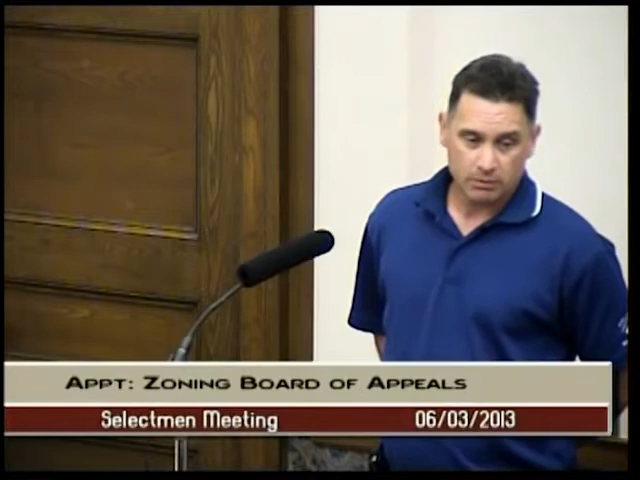 Appt: Zoning Board of Appeals
Selectmen Meeting 06/03/2013